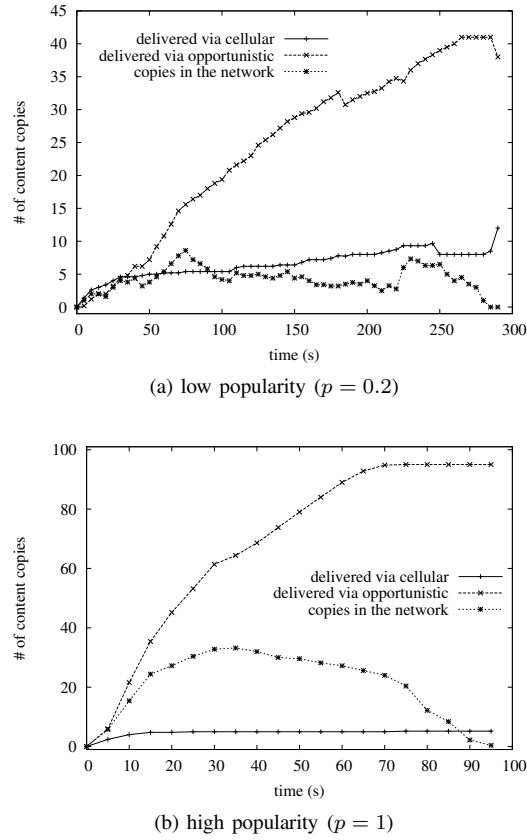 45
40
35
30
25
20
15
10
5
0
# of content copies
delivered via cellular
delivered via opportunistic
copies in the network
0 50 100 150 200 250 300
time (s)
(a) low popularity (p = 0.2)
100
80
60
40
20
0
# of content copies
delivered via cellular
delivered via opportunistic
copies in the network
0 10 20 30 40 50 60 70 80 90 100
time (s)
(b) high popularity (p = 1)